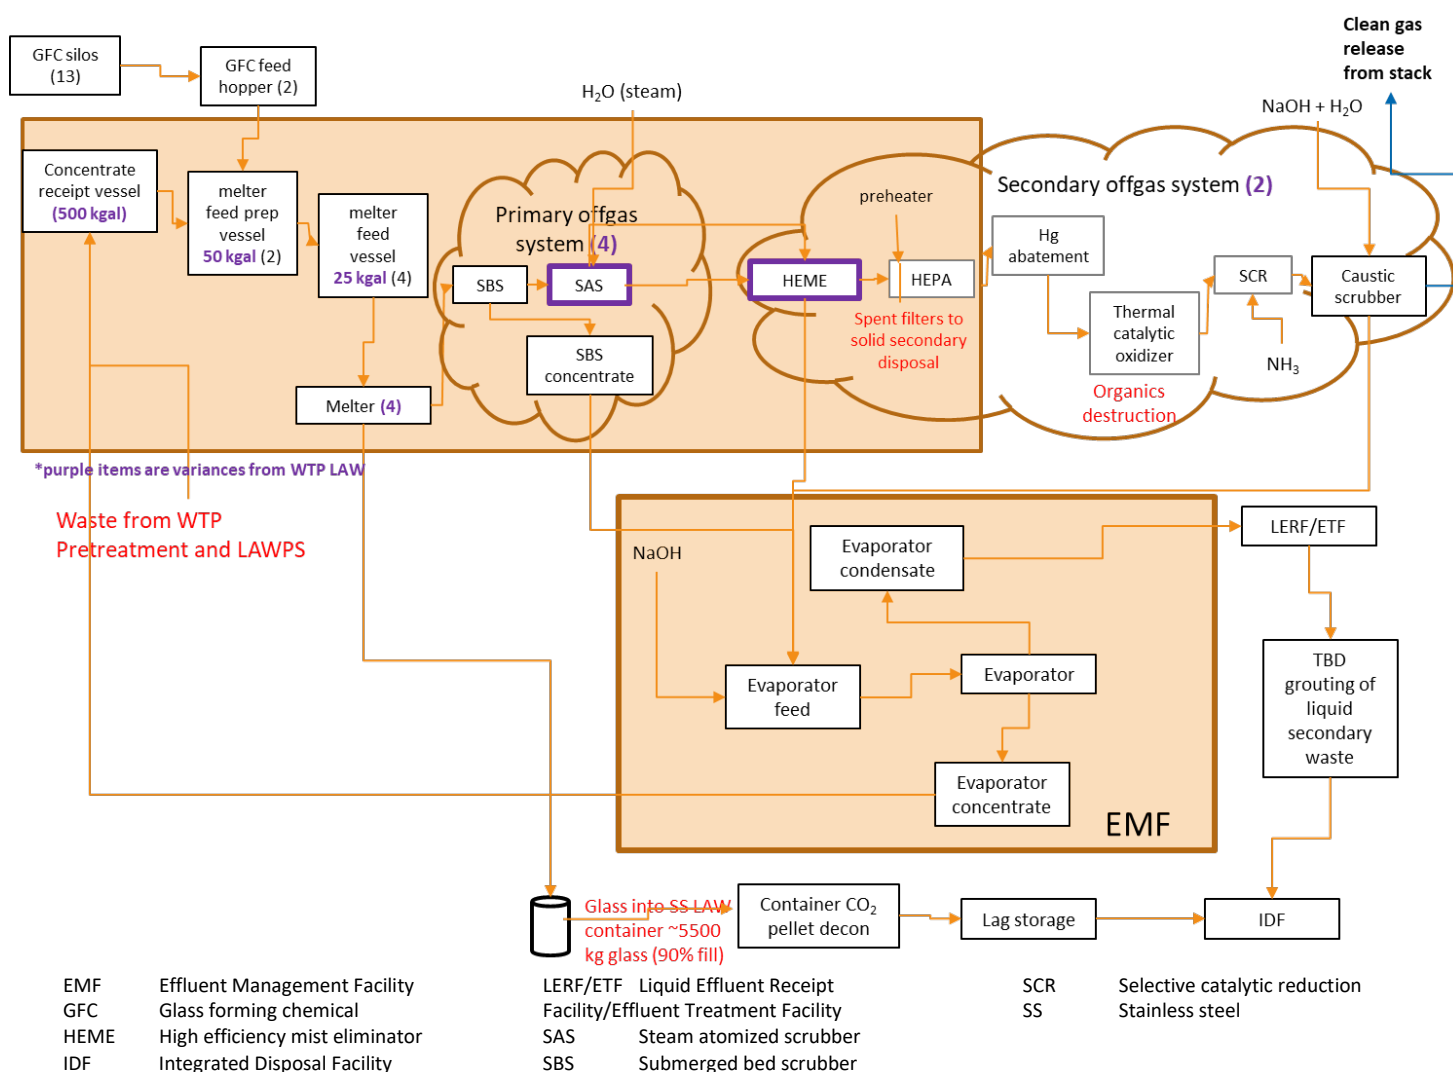 Clean gas
release
from stack
GFC silos
(13)
GFC feed
hopper (2)
H₂O (steam)
NaOH + H₂O
Concentrate
receipt vessel
(500 kgal)
melter
feed prep
vessel
50 kgal (2)
melter
feed
vessel
25 kgal (4)
Primary offgas
system (4)
SBS
SAS
SBS
concentrate
Melter (4)
preheater
Secondary offgas system (2)
HEME
HEPA
Spent filters to
solid secondary
disposal
Hg
abatement
Thermal
catalytic
oxidizer
Organics
destruction
SCR
NH₃
Caustic
scrubber
*purple items are variances from WTP LAW
Waste from WTP
Pretreatment and LAWPS
NaOH
Evaporator
condensate
Evaporator
feed
Evaporator
Evaporator
concentrate
EMF
LERF/ETF
TBD
grouting of
liquid
secondary
waste
Glass into SS LAW
container ~5500
kg glass (90% fill)
Container CO₂
pellet decon
Lag storage
IDF
EMF Effluent Management Facility
GFC Glass forming chemical
HEME High efficiency mist eliminator
IDF Integrated Disposal Facility
LERF/ETF Liquid Effluent Receipt
Facility/Effluent Treatment Facility
SAS Steam atomized scrubber
SBS Submerged bed scrubber
SCR Selective catalytic reduction
SS Stainless steel